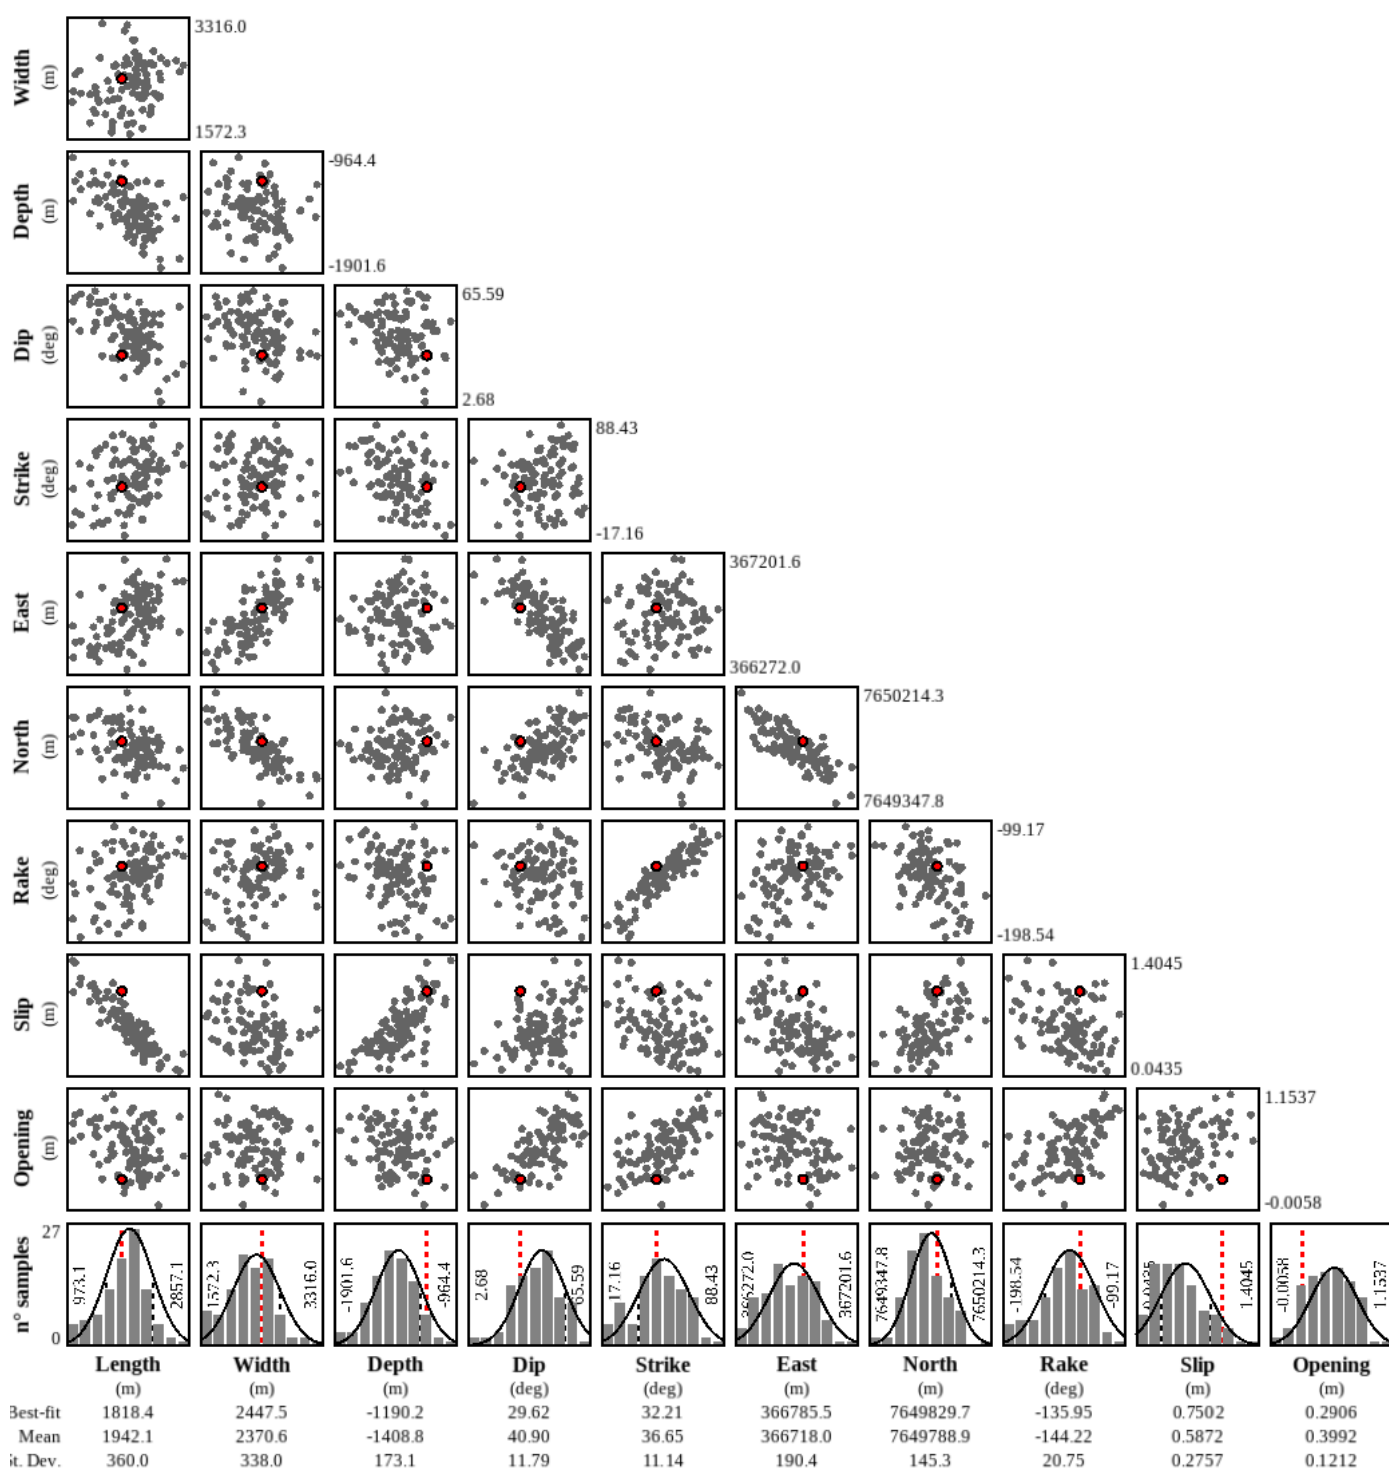 Width (m) 3316.0
1572.3
Depth (m) -964.4
-1901.6
Dip (deg) 65.59
2.68
Strike (deg) 88.43
-17.16
East (m) 367201.6
366272.0
North (m) 7650214.3
7649347.8
Rake (deg) -99.17
-198.54
Slip (m) 1.4045
0.0435
Opening (m) 1.1537
-0.0058
n° samples 27 0
973.1 2857.1 1572.3 3316.0 -1901.6 -964.4 2.68 65.59 17.16 88.43 366272.0 367201.6 7649347.8 7650214.3 -198.54 -99.17 0.0435 1.4045 -0.0058 1.1537
Length Width Depth Dip Strike East North Rake Slip Opening
(m) (m) (m) (deg) (deg) (m) (m) (deg) (m) (m)
Best-fit 1818.4 2447.5 -1190.2 29.62 32.21 366785.5 7649829.7 -135.95 0.7502 0.2906
Mean 1942.1 2370.6 -1408.8 40.90 36.65 366718.0 7649788.9 -144.22 0.5872 0.3992
St. Dev. 360.0 338.0 173.1 11.79 11.14 190.4 145.3 20.75 0.2757 0.1212